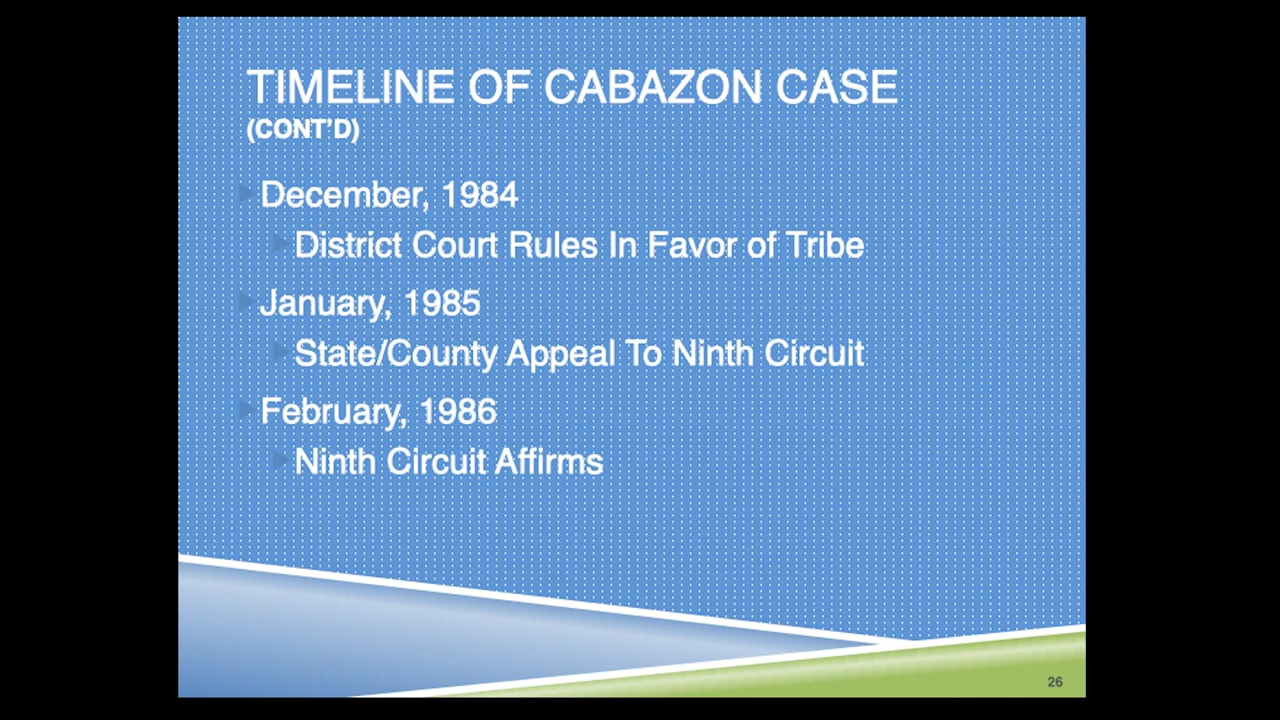 TIMELINE OF CABAZON CASE
(CONT'D)
December, 1984
District Court Rules In Favor of Tribe
January, 1985
State/County Appeal To Ninth Circuit
February, 1986
Ninth Circuit Affirms
26